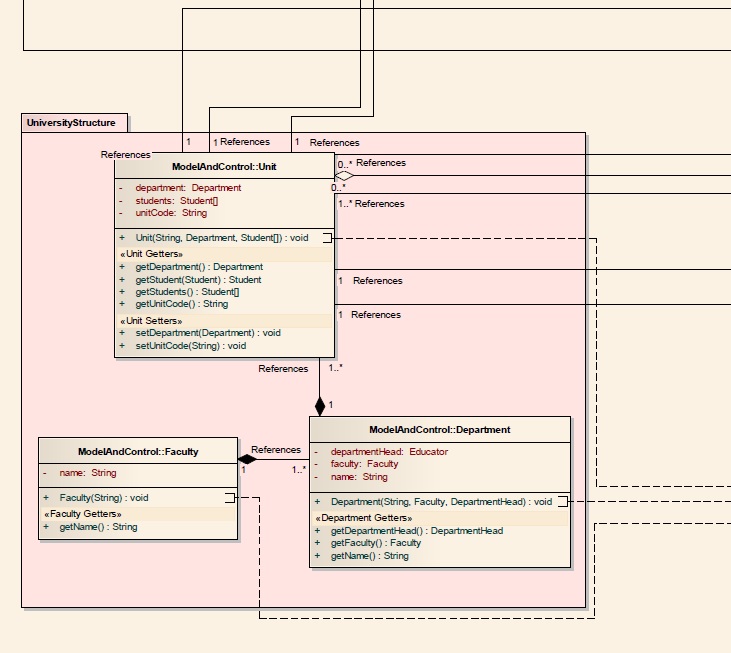 UniversityStructure
1
1 References
1 References
References
ModelAndControl::Unit
- department: Department
- students: Student[]
- unitCode: String
+ Unit(String, Department, Student[]) : void
«Unit Getters»
+ getDepartment() : Department
+ getStudent(Student) : Student
+ getStudents() : Student[]
+ getUnitCode() : String
«Unit Setters»
+ setDepartment(Department) : void
+ setUnitCode(String) : void
0..* References
0..*
1..* References
1 References
1 References
References 1..*
1
ModelAndControl::Faculty
- name: String
+ Faculty(String) : void
«Faculty Getters»
+ getName() : String
References
1 1..*
ModelAndControl::Department
- departmentHead: Educator
- faculty: Faculty
- name: String
+ Department(String, Faculty, DepartmentHead) : void
«Department Getters»
+ getDepartmentHead() : DepartmentHead
+ getFaculty() : Faculty
+ getName() : String